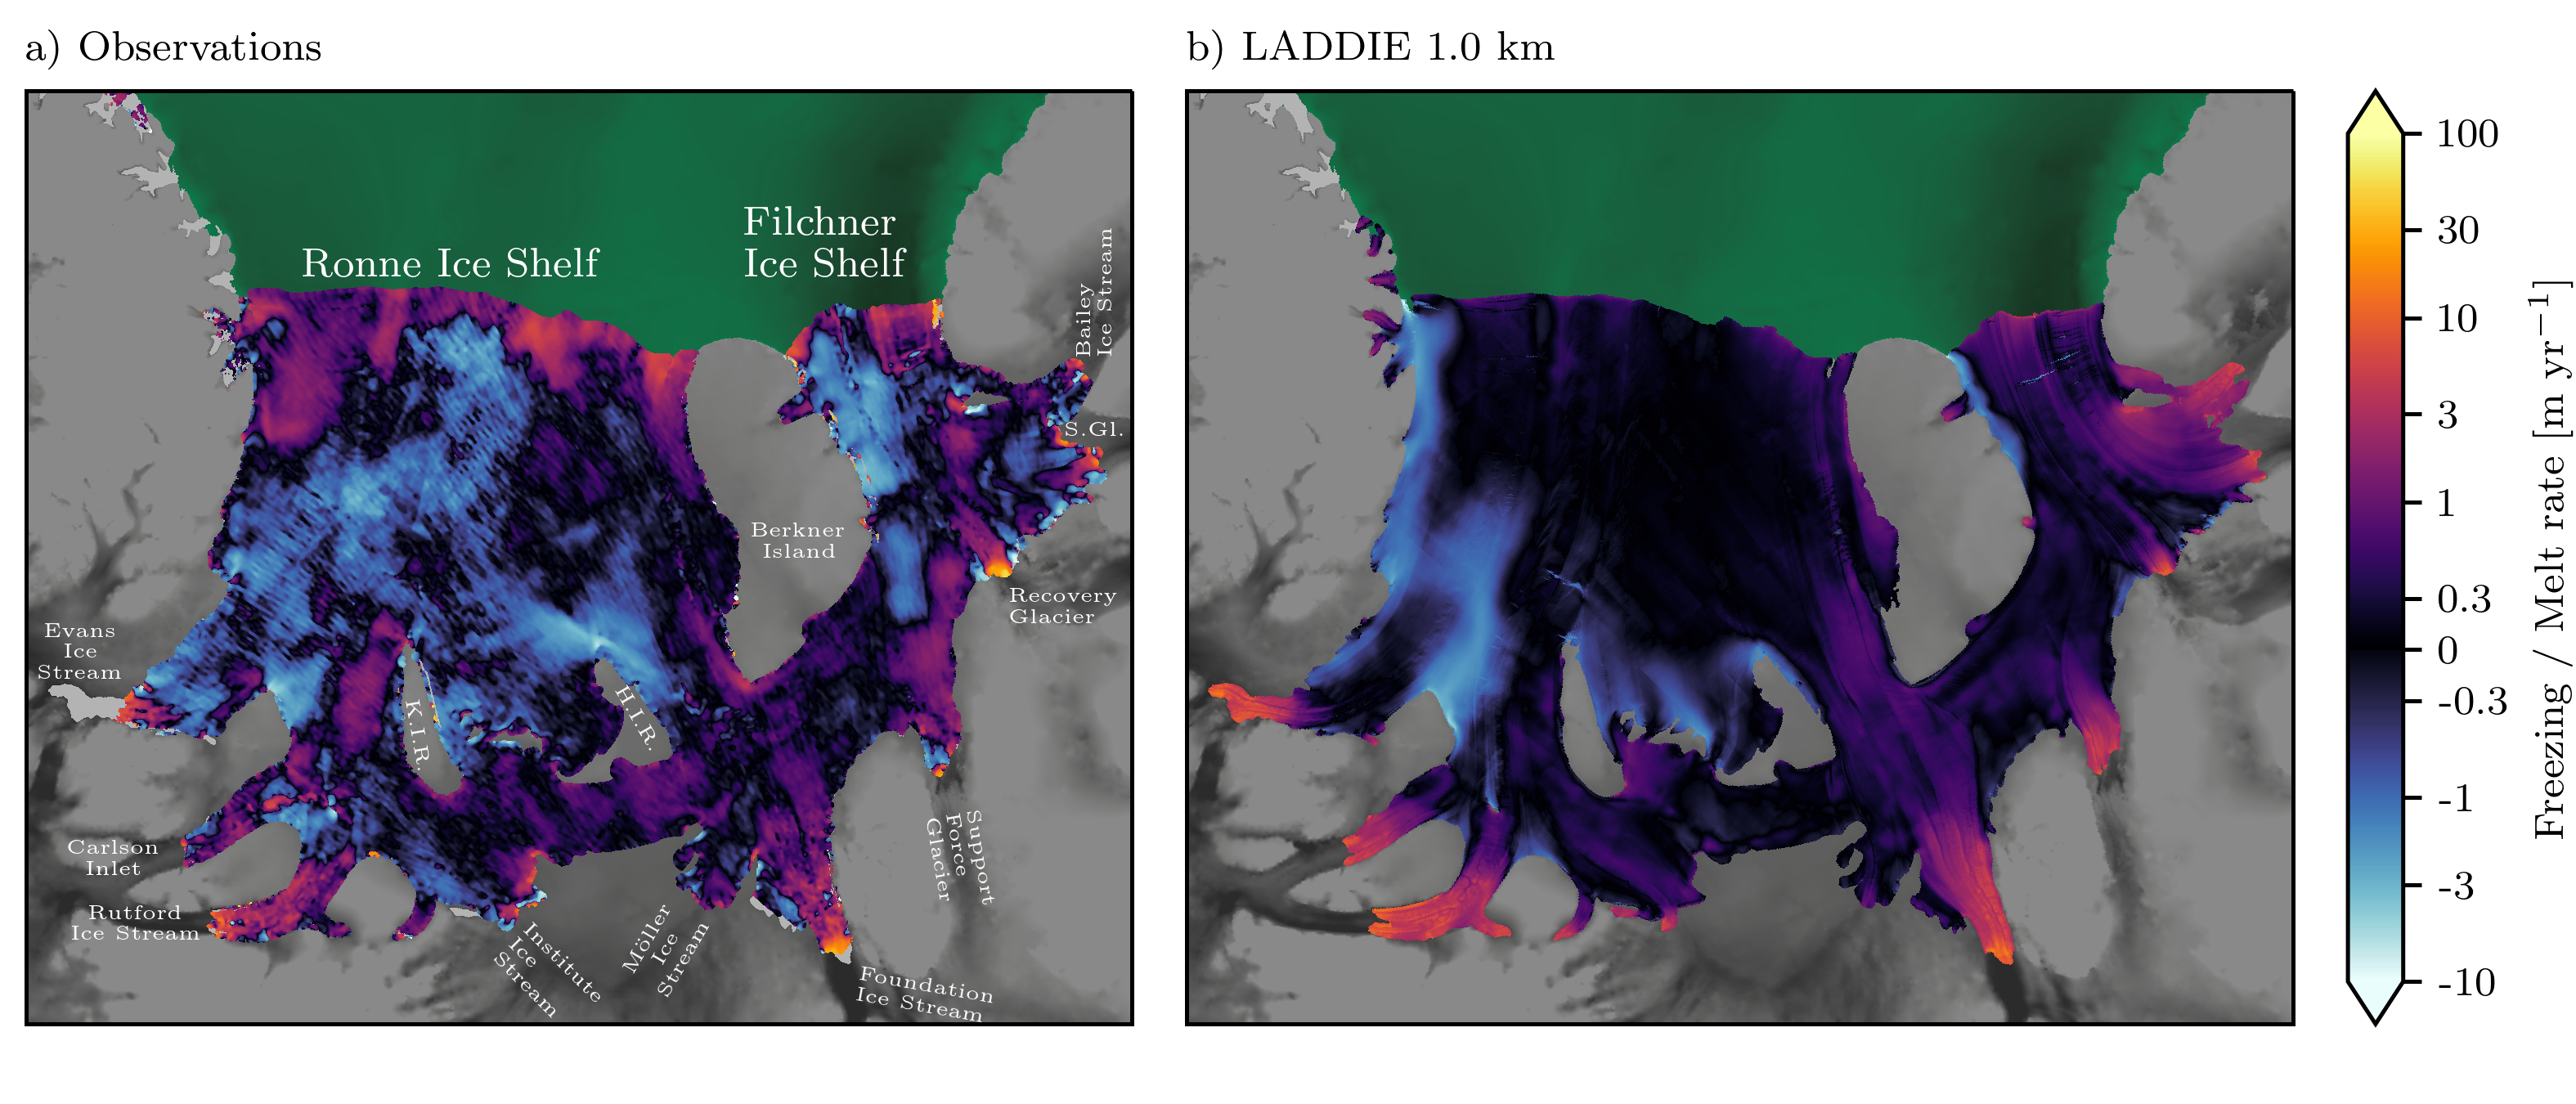 a) Observations
b) LADDIE 1.0 km
Ronne Ice Shelf
Filchner
Ice Shelf
Bailey
Ice Stream
S.Gl.
Berkner
Island
Recovery
Glacier
Evans
Ice
Stream
K.I.R.
H.I.R.
Carlson
Inlet
Rutford
Ice Stream
Institute
Ice
Stream
Möller
Ice
Stream
Foundation
Ice Stream
Support
Force
Glacier
100
30
10
3
1
0.3
0
-0.3
-1
-3
-10
Freezing / Melt rate [m yr⁻¹]